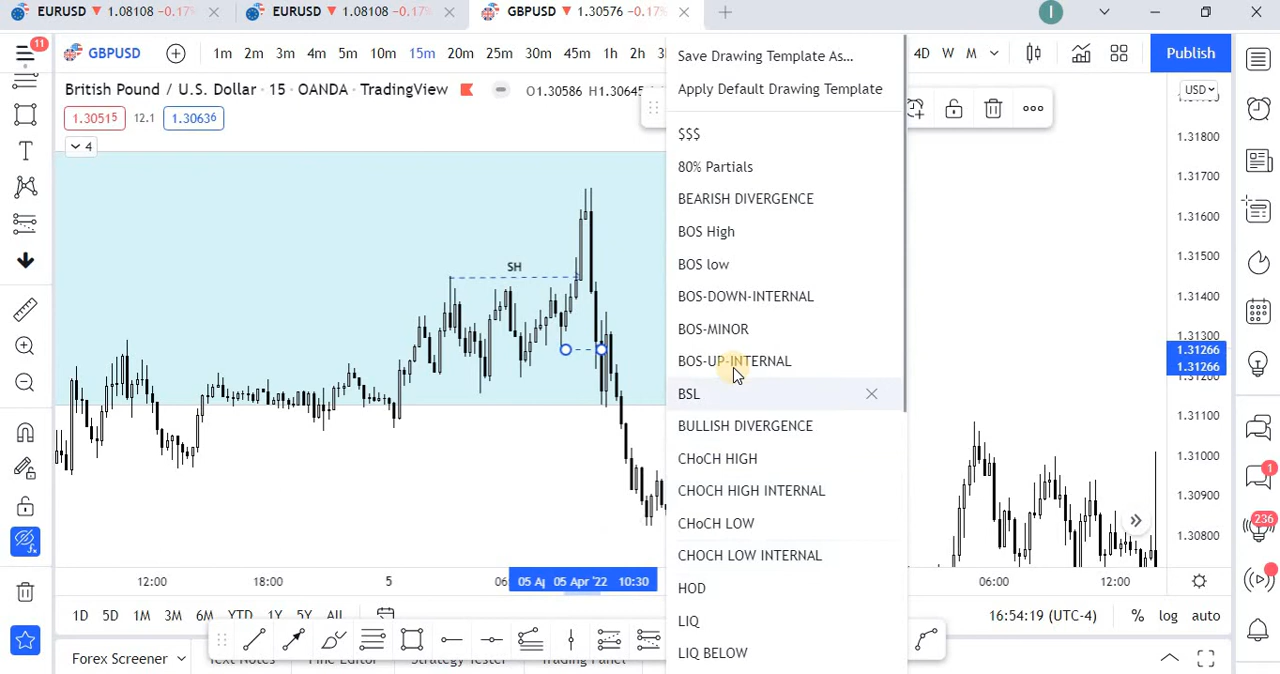 EURUSD ▼ 1.08108 -0.17%
EURUSD ▼ 1.08108 -0.17%
GBPUSD ▼ 1.30576 -0.17%
I
11
GBPUSD
1m 2m 3m 4m 5m 10m 15m 20m 25m 30m 45m 1h 2h
4D W M
Publish
British Pound / U.S. Dollar · 15 · OANDA · TradingView
O1.30586 H1.30645
USD
1.30515
12.1
1.30636
4
SH
Save Drawing Template As...
Apply Default Drawing Template
$$$
80% Partials
BEARISH DIVERGENCE
BOS High
BOS low
BOS-DOWN-INTERNAL
BOS-MINOR
BOS-UP-INTERNAL
BSL
BULLISH DIVERGENCE
CHoCH HIGH
CHOCH HIGH INTERNAL
CHoCH LOW
CHOCH LOW INTERNAL
HOD
LIQ
LIQ BELOW
1.31800
1.31700
1.31600
1.31500
1.31400
1.31300
1.31266
1.31266
1.31200
1.31100
1.31000
1.30900
1.30800
1
236
12:00
18:00
5
05 Apr '22 10:30
06:00
12:00
1D 5D 1M 3M 6M YTD 1Y 5Y All
16:54:19 (UTC-4)
% log auto
Forex Screener
Text Notes
Pine Editor
Strategy Tester
Trading Panel